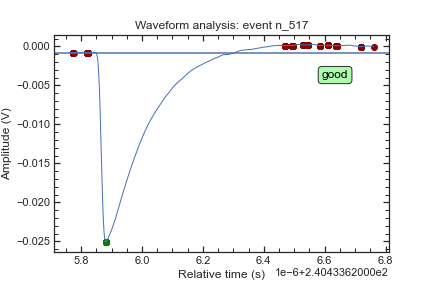 Waveform analysis: event n_517
0.000
−0.005
−0.010
−0.015
−0.020
−0.025
Amplitude (V)
good
5.8 6.0 6.2 6.4 6.6 6.8
Relative time (s) 1e−6+2.4043362000e2